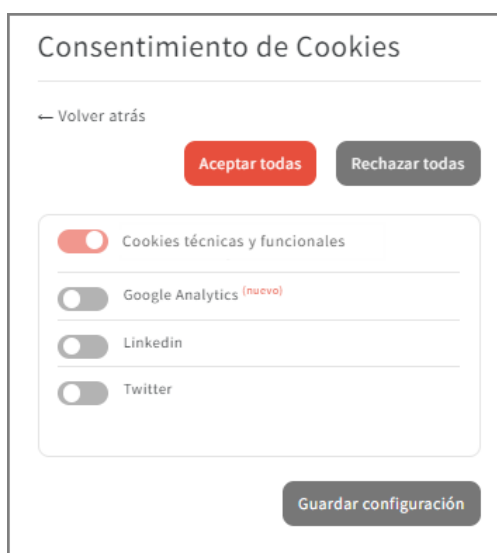 Consentimiento de Cookies
← Volver atrás
Aceptar todas Rechazar todas
Cookies técnicas y funcionales
Google Analytics (nuevo)
Linkedin
Twitter
Guardar configuración